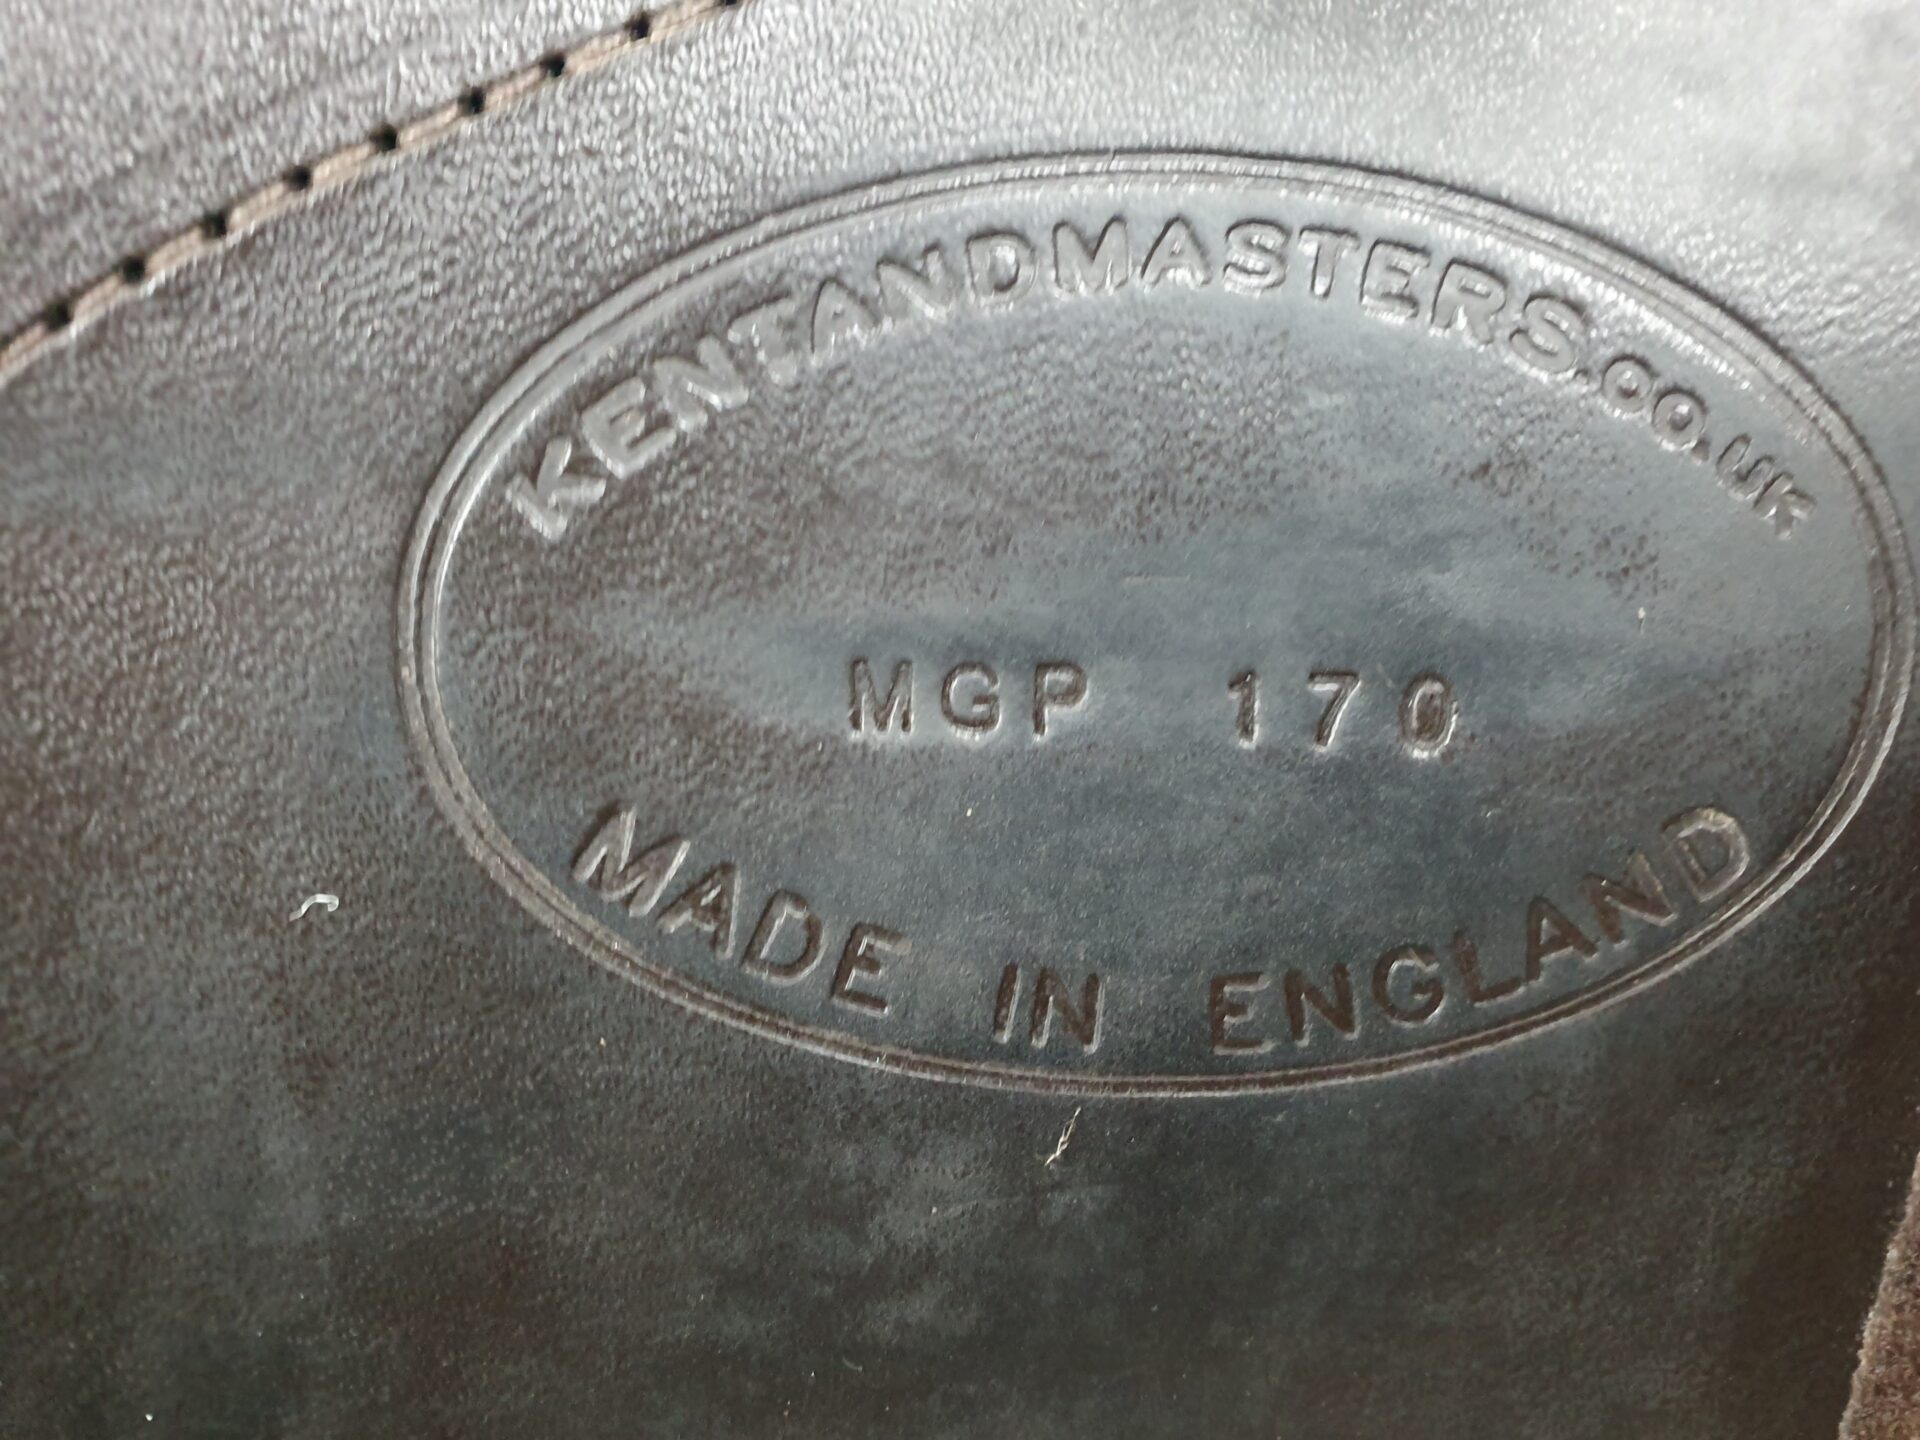 KENTANDMASTERS.CO.UK
MGP 170
MADE IN ENGLAND